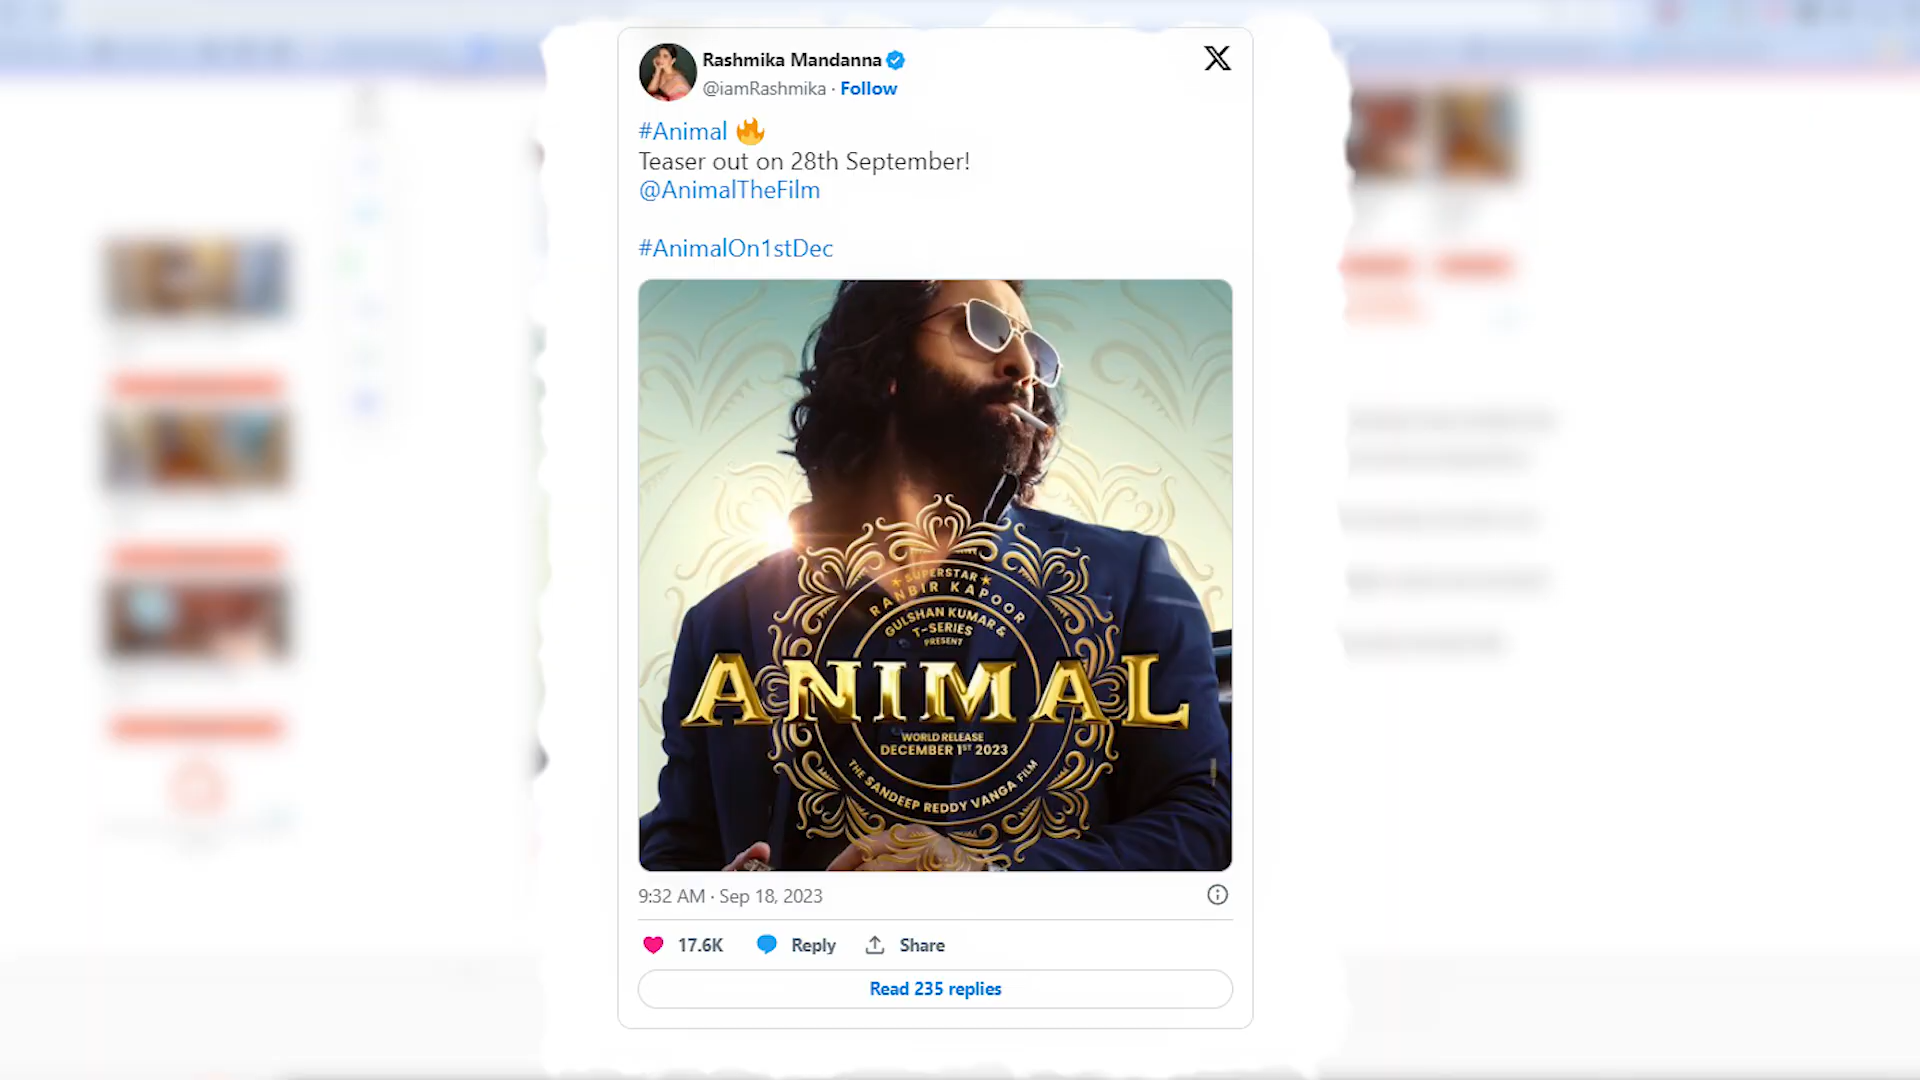 Rashmika Mandanna
@iamRashmika · Follow
#Animal 🔥
Teaser out on 28th September!
@AnimalTheFilm
#AnimalOn1stDec
SUPERSTAR
RANBIR KAPOOR
GULSHAN KUMAR &
T-SERIES
PRESENT
ANIMAL
WORLD RELEASE
DECEMBER 1ST 2023
THE SANDEEP REDDY VANGA FILM
9:32 AM · Sep 18, 2023
17.6K Reply Share
Read 235 replies